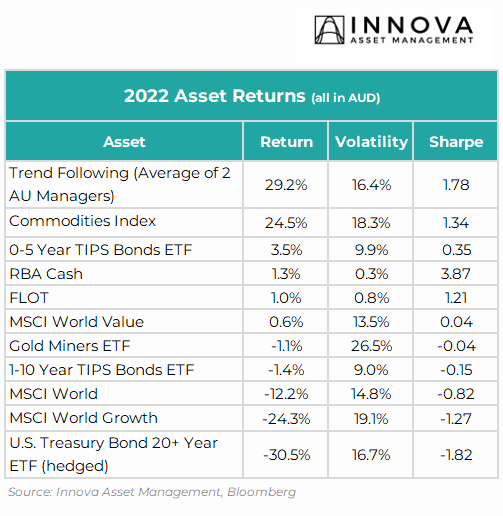 INNOVA
ASSET MANAGEMENT
2022 Asset Returns (all in AUD)
Asset Return Volatility Sharpe
Trend Following (Average of 2
AU Managers) 29.2% 16.4% 1.78
Commodities Index 24.5% 18.3% 1.34
0-5 Year TIPS Bonds ETF 3.5% 9.9% 0.35
RBA Cash 1.3% 0.3% 3.87
FLOT 1.0% 0.8% 1.21
MSCI World Value 0.6% 13.5% 0.04
Gold Miners ETF -1.1% 26.5% -0.04
1-10 Year TIPS Bonds ETF -1.4% 9.0% -0.15
MSCI World -12.2% 14.8% -0.82
MSCI World Growth -24.3% 19.1% -1.27
U.S. Treasury Bond 20+ Year
ETF (hedged) -30.5% 16.7% -1.82
Source: Innova Asset Management, Bloomberg